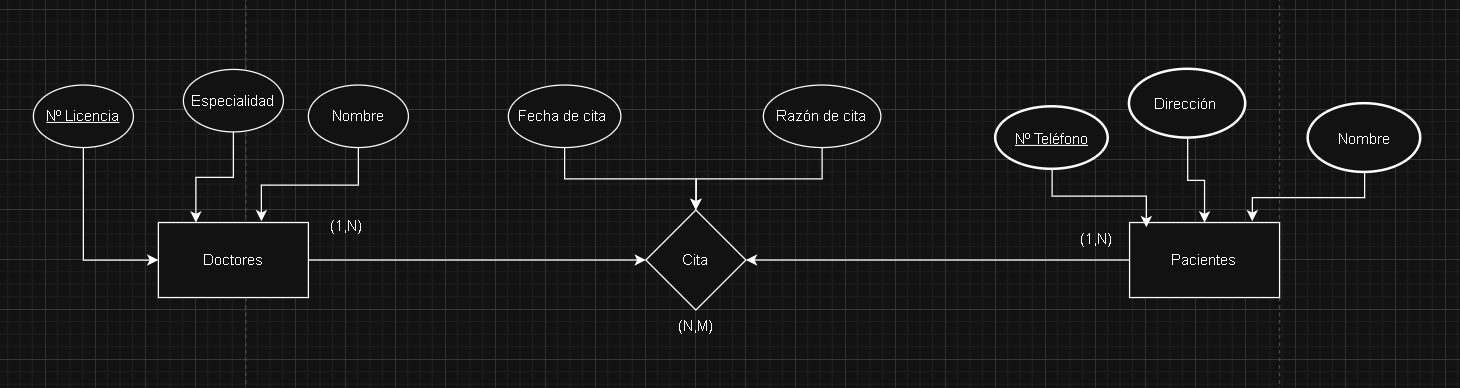 Nº Licencia
Especialidad
Nombre
Fecha de cita
Razón de cita
Nº Teléfono
Dirección
Nombre
(1,N)
(1,N)
Doctores
Cita
Pacientes
(N,M)